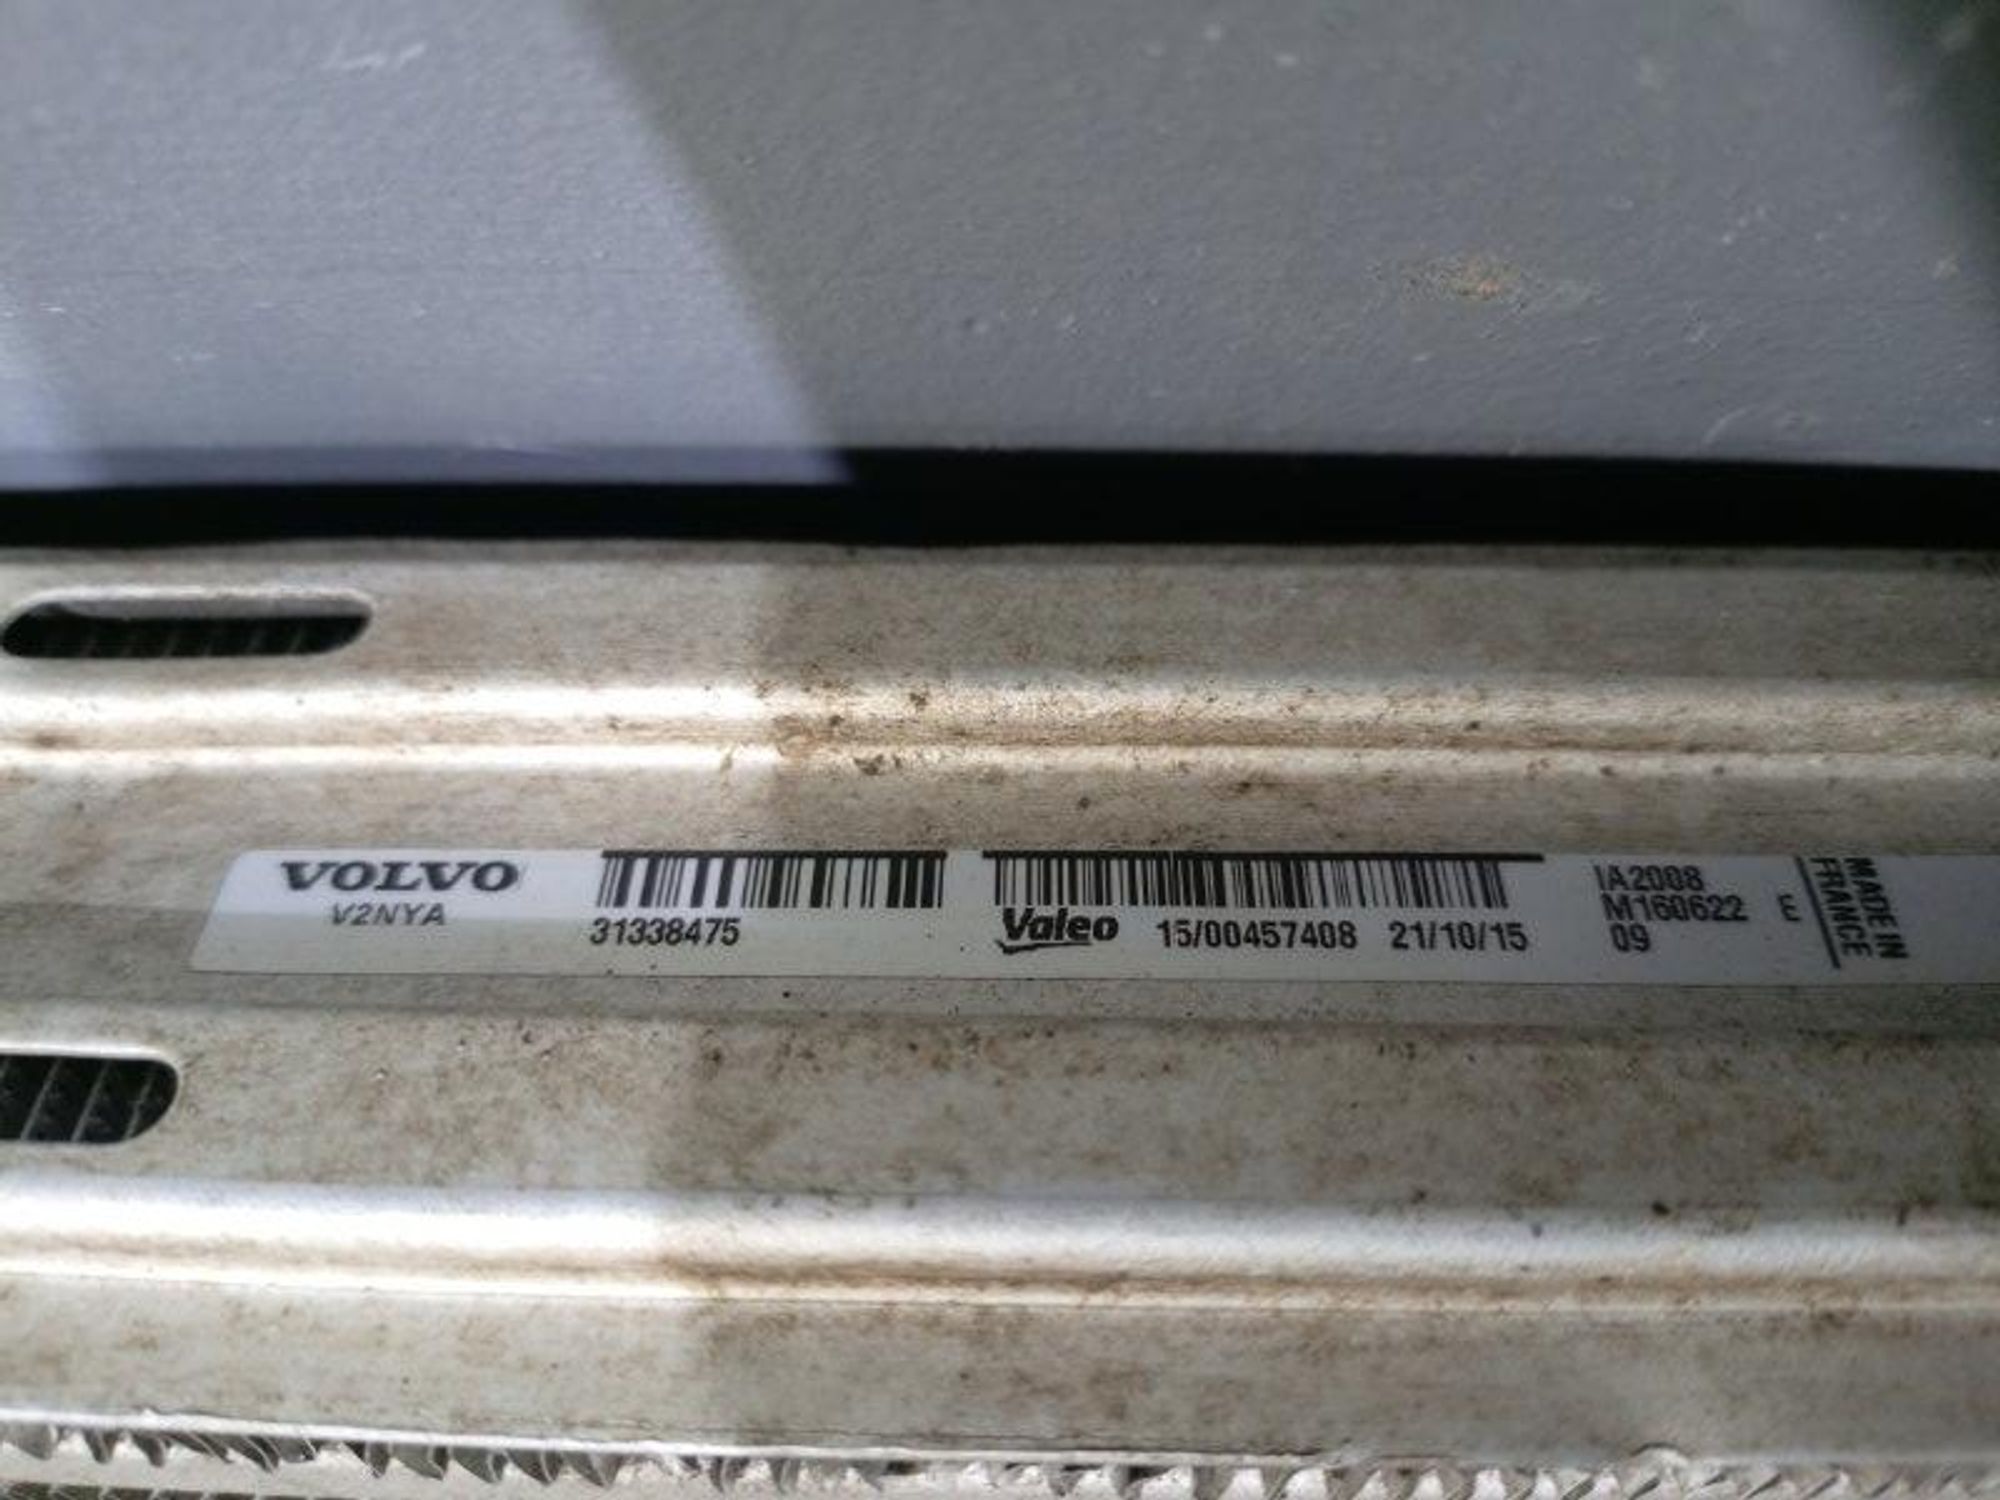 VOLVO
V2NYA
31338475
Valeo 15/00457408 21/10/15
IA2008
M160622 E
09
MADE IN
FRANCE